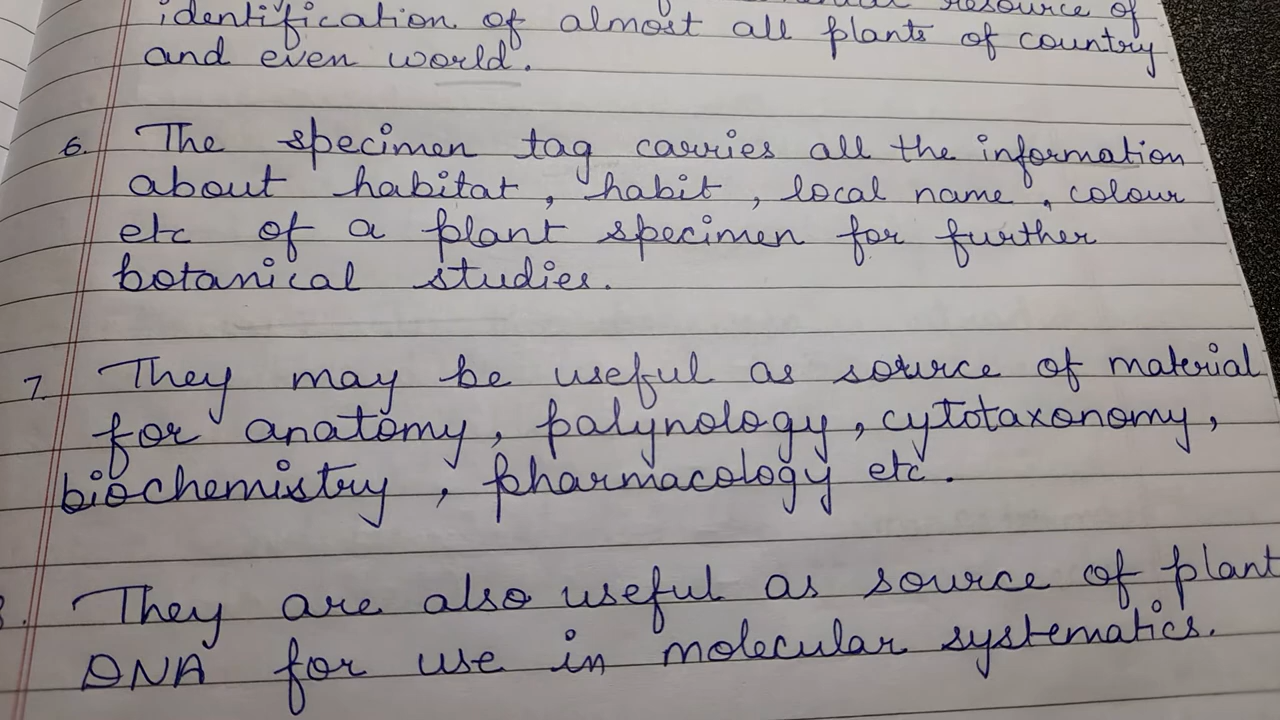 resource of
identification of almost all plants of country
and even world.
6. The specimen tag carries all the information
about habitat, habit, local name, colour
etc of a plant specimen for further
botanical studies.
7. They may be useful as source of material
for anatomy, palynology, cytotaxonomy,
biochemistry, pharmacology etc.
8. They are also useful as source of plant
DNA for use in molecular systematics.